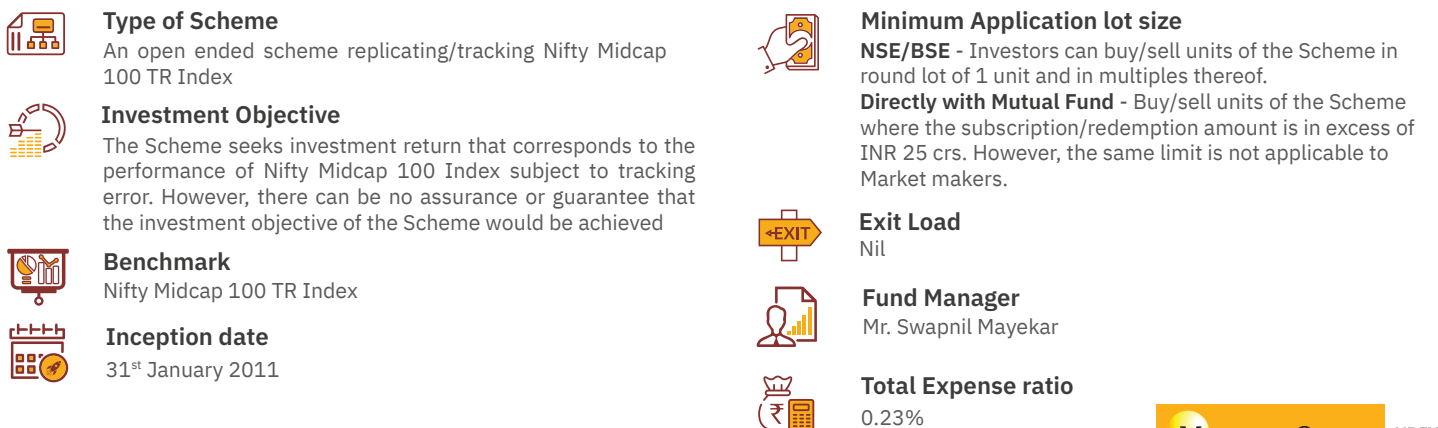 Type of Scheme
An open ended scheme replicating/tracking Nifty Midcap
100 TR Index
Investment Objective
The Scheme seeks investment return that corresponds to the
performance of Nifty Midcap 100 Index subject to tracking
error. However, there can be no assurance or guarantee that
the investment objective of the Scheme would be achieved
Benchmark
Nifty Midcap 100 TR Index
Inception date
31st January 2011
Minimum Application lot size
NSE/BSE - Investors can buy/sell units of the Scheme in
round lot of 1 unit and in multiples thereof.
Directly with Mutual Fund - Buy/sell units of the Scheme
where the subscription/redemption amount is in excess of
INR 25 crs. However, the same limit is not applicable to
Market makers.
EXIT
Exit Load
Nil
Fund Manager
Mr. Swapnil Mayekar
₹
Total Expense ratio
0.23%